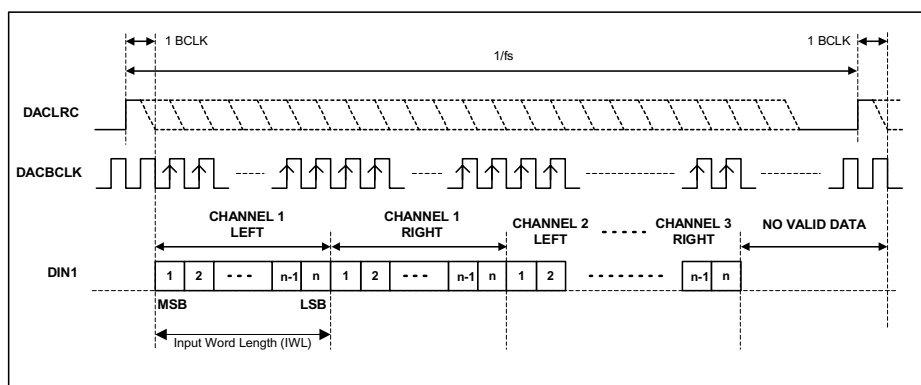 1 BCLK
1 BCLK
1/fs
DACLRC
DACBCLK
CHANNEL 1
LEFT
CHANNEL 1
RIGHT
CHANNEL 2
LEFT
CHANNEL 3
RIGHT
NO VALID DATA
DIN1
1 2 n-1 n 1 2 n-1 n 1 2 n-1 n
MSB LSB
Input Word Length (IWL)